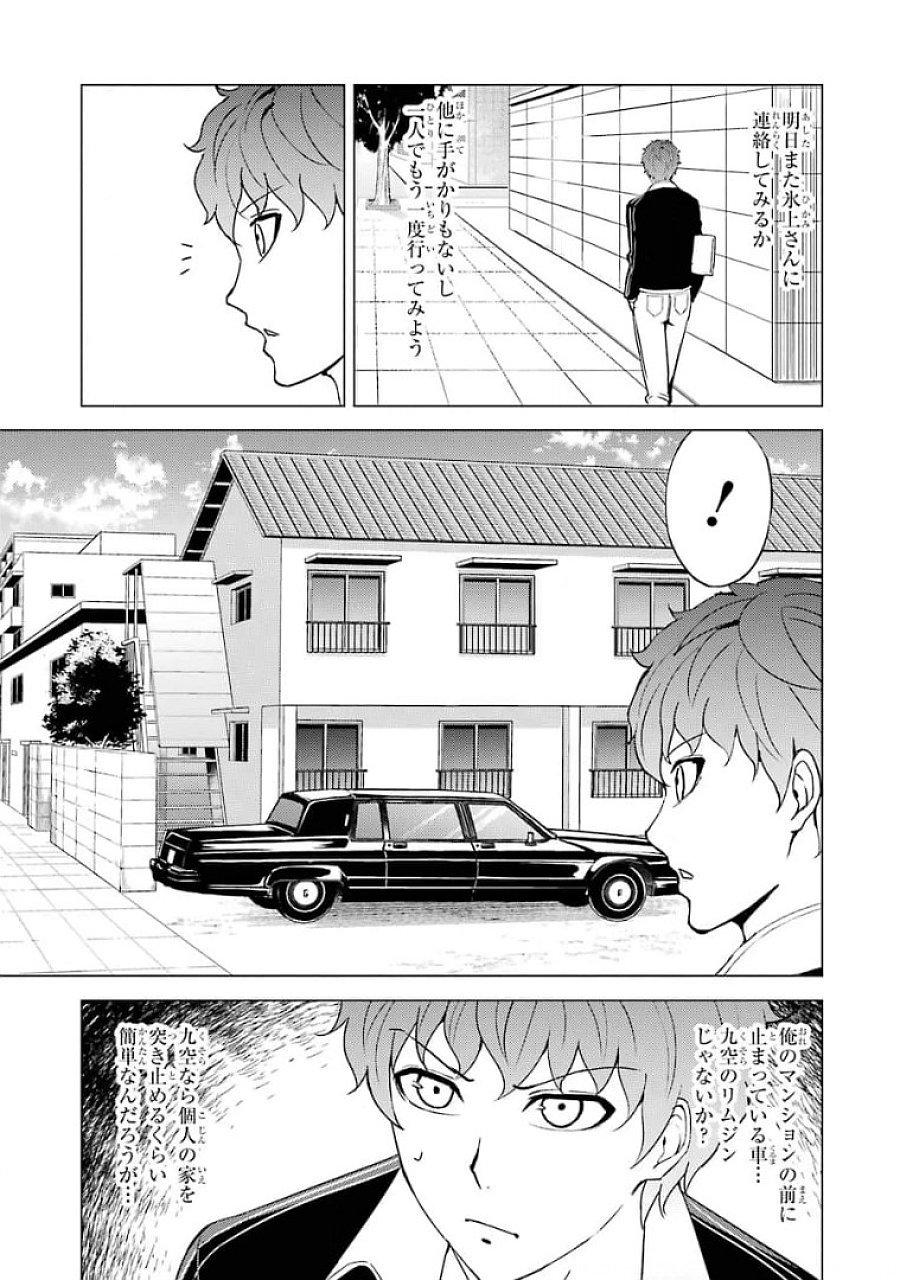 明日また氷上さんに
連絡してみるか
他に手がかりもないし
一人でもう一度行ってみよう
！
俺のマンションの前に
止まっている車…
九空のリムジン
じゃないか？
九空なら個人の家を
突き止めるくらい
簡単なんだろうが…